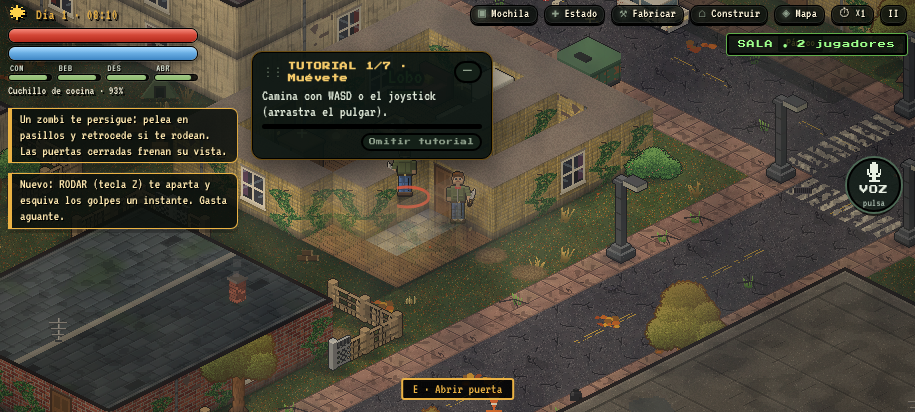 Día 1 · 08:10
CON BEB DES ABR
Cuchillo de cocina · 93%
Un zombi te persigue: pelea en
pasillos y retrocede si te rodean.
Las puertas cerradas frenan su vista.
Nuevo: RODAR (tecla Z) te aparta y
esquiva los golpes un instante. Gasta
aguante.
TUTORIAL 1/7 ·
Muévete
Camina con WASD o el joystick
(arrastra el pulgar).
Omitir tutorial
Mochila
Estado
Fabricar
Construir
Mapa
X1
II
SALA · 2 jugadores
VOZ
pulsa
E · Abrir puerta